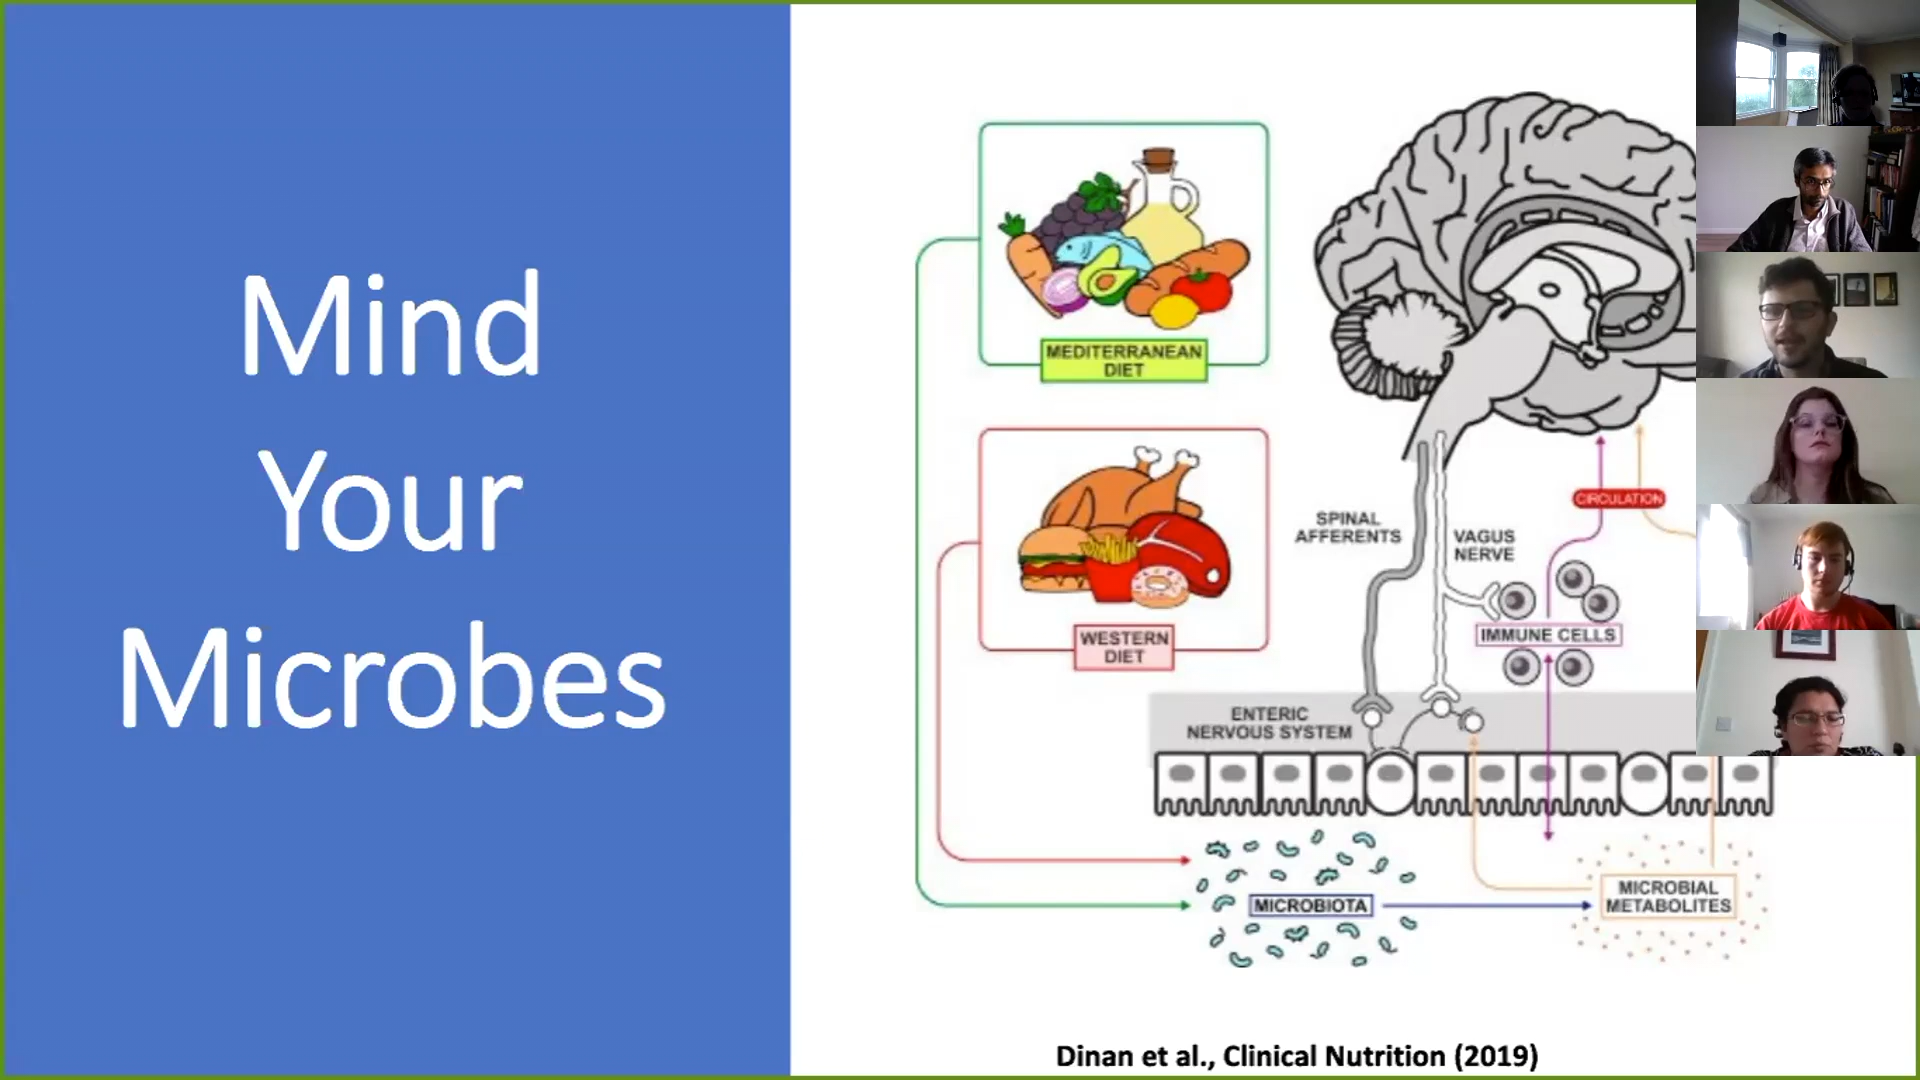 Mind
Your
Microbes
MEDITERRANEAN
DIET
WESTERN
DIET
SPINAL
AFFERENTS
VAGUS
NERVE
CIRCULATION
IMMUNE CELLS
ENTERIC
NERVOUS SYSTEM
MICROBIOTA
MICROBIAL
METABOLITES
Dinan et al., Clinical Nutrition (2019)